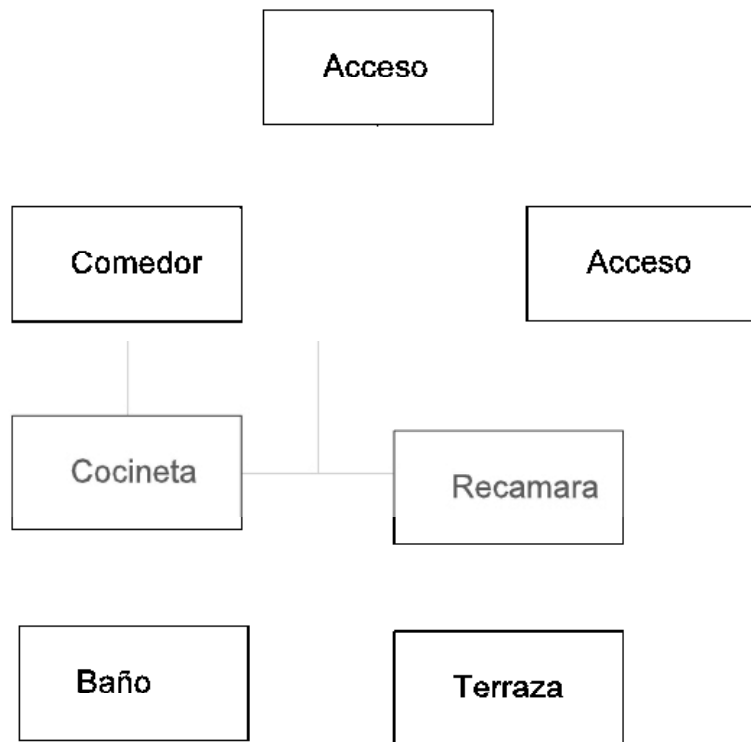 Acceso
Comedor
Acceso
Cocineta
Recamara
Baño
Terraza